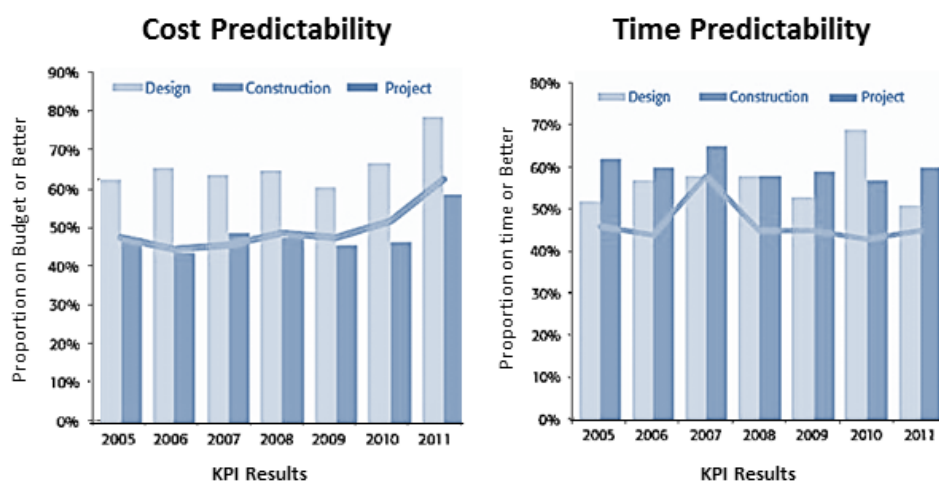 Cost Predictability
Proportion on Budget or Better
90%
80%
70%
60%
50%
40%
30%
20%
10%
0%
Design Construction Project
2005 2006 2007 2008 2009 2010 2011
KPI Results
Time Predictability
Proportion on time or Better
80%
70%
60%
50%
40%
30%
20%
10%
0%
Design Construction Project
2005 2006 2007 2008 2009 2010 2011
KPI Results